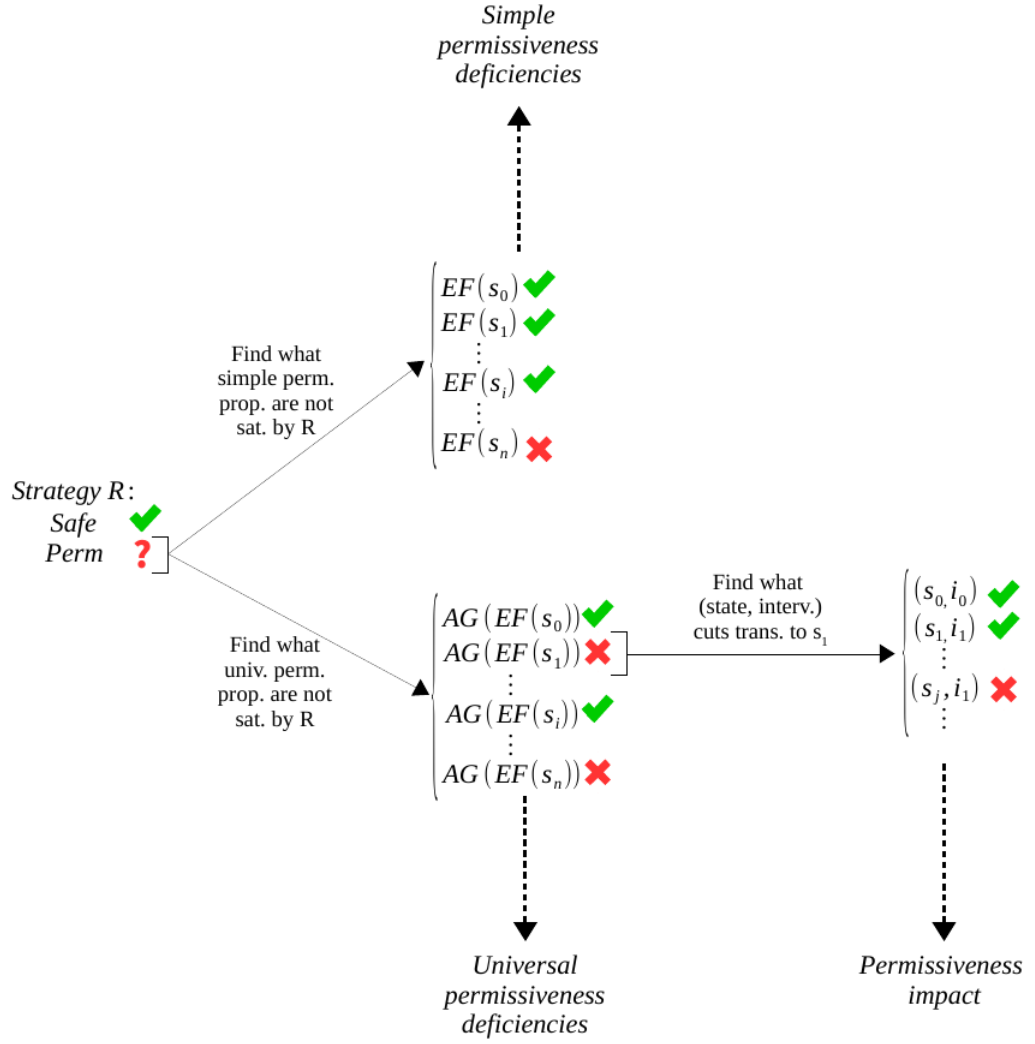 Simple
permissiveness
deficiencies
EF(s₀)
EF(s₁)
⋮
EF(sᵢ)
⋮
EF(sₙ)
Find what
simple perm.
prop. are not
sat. by R
Strategy R:
Safe
Perm ?
Find what
univ. perm.
prop. are not
sat. by R
AG(EF(s₀))
AG(EF(s₁))
⋮
AG(EF(sᵢ))
⋮
AG(EF(sₙ))
Find what
(state, interv.)
cuts trans. to s₁
(s₀, i₀)
(s₁, i₁)
⋮
(sⱼ, i₁)
⋮
Universal
permissiveness
deficiencies
Permissiveness
impact